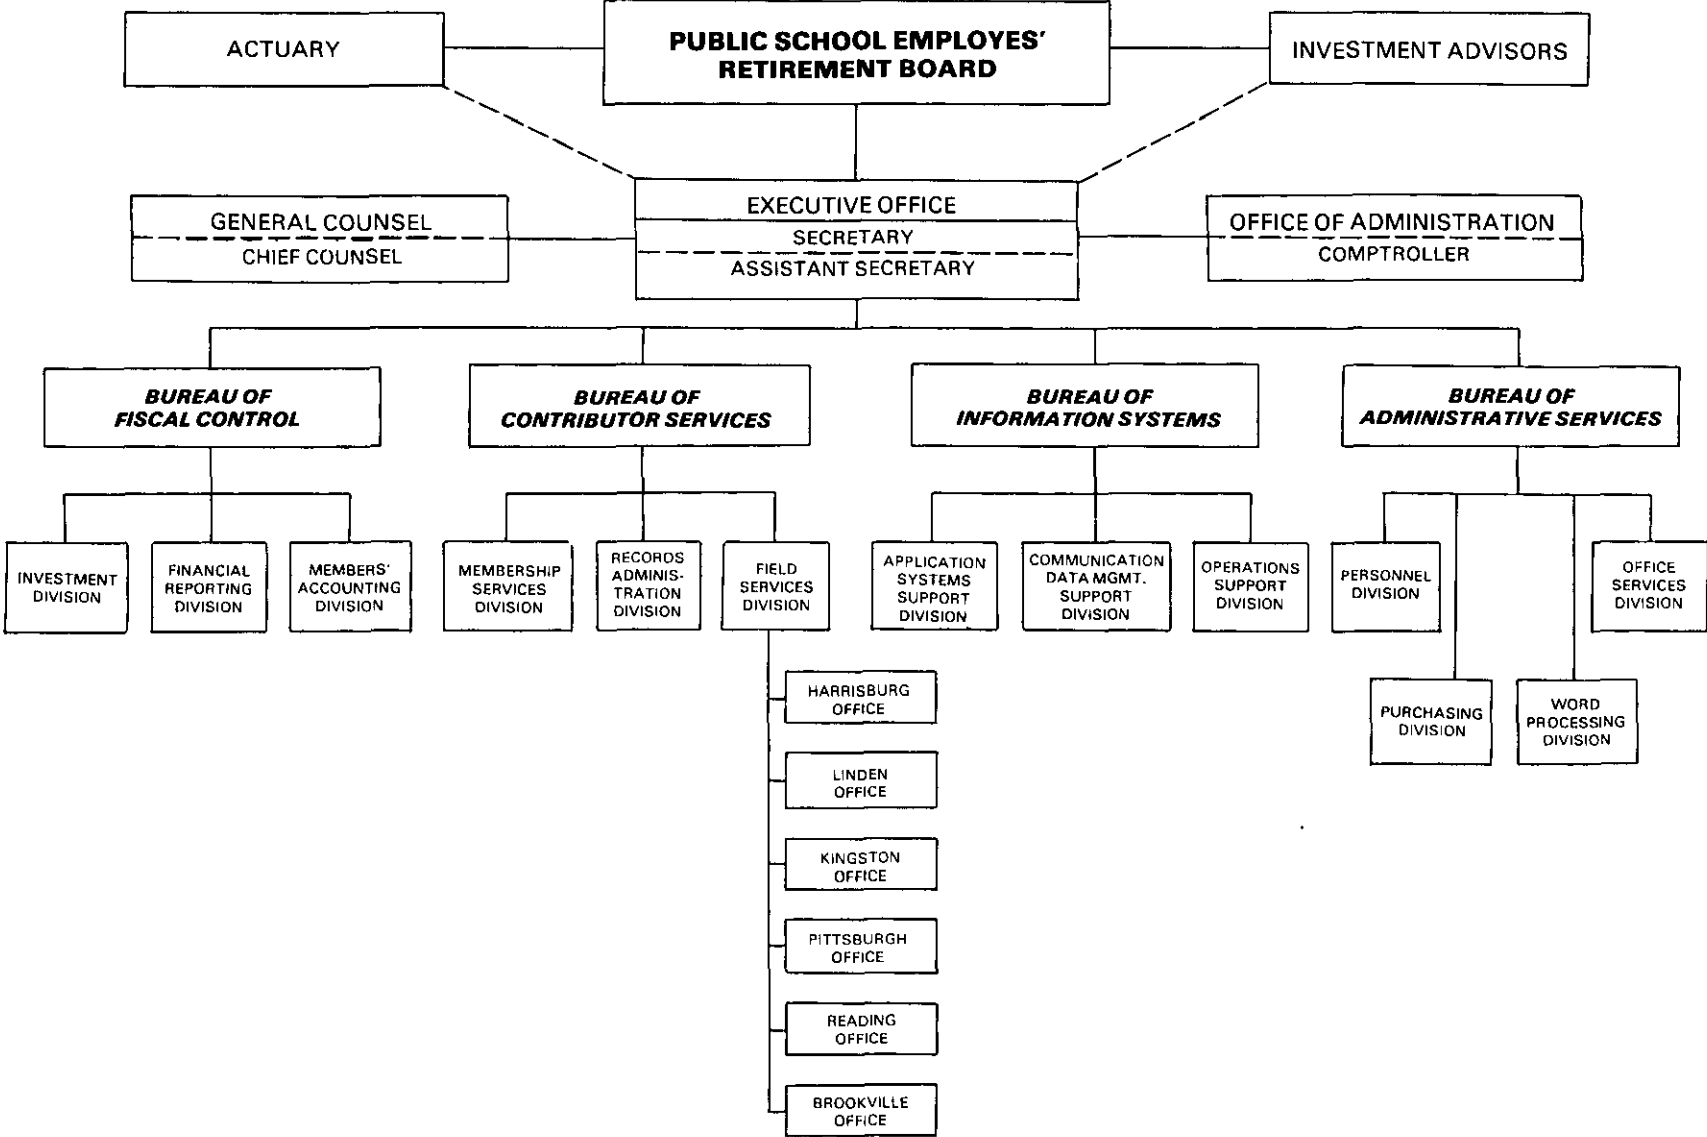 ACTUARY
PUBLIC SCHOOL EMPLOYES'
RETIREMENT BOARD
INVESTMENT ADVISORS
GENERAL COUNSEL
CHIEF COUNSEL
EXECUTIVE OFFICE
SECRETARY
ASSISTANT SECRETARY
OFFICE OF ADMINISTRATION
COMPTROLLER
BUREAU OF
FISCAL CONTROL
BUREAU OF
CONTRIBUTOR SERVICES
BUREAU OF
INFORMATION SYSTEMS
BUREAU OF
ADMINISTRATIVE SERVICES
INVESTMENT
DIVISION
FINANCIAL
REPORTING
DIVISION
MEMBERS'
ACCOUNTING
DIVISION
MEMBERSHIP
SERVICES
DIVISION
RECORDS
ADMINIS-
TRATION
DIVISION
FIELD
SERVICES
DIVISION
APPLICATION
SYSTEMS
SUPPORT
DIVISION
COMMUNICATION
DATA MGMT.
SUPPORT
DIVISION
OPERATIONS
SUPPORT
DIVISION
PERSONNEL
DIVISION
OFFICE
SERVICES
DIVISION
PURCHASING
DIVISION
WORD
PROCESSING
DIVISION
HARRISBURG
OFFICE
LINDEN
OFFICE
KINGSTON
OFFICE
PITTSBURGH
OFFICE
READING
OFFICE
BROOKVILLE
OFFICE